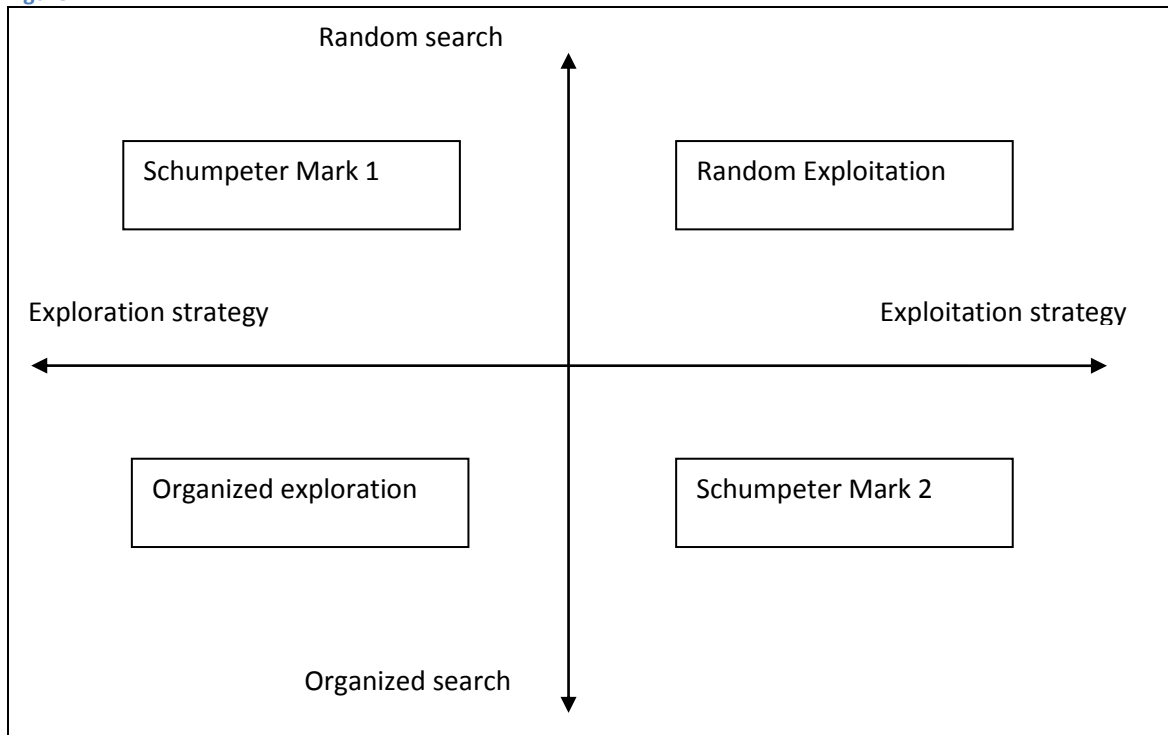 Random search
Schumpeter Mark 1
Random Exploitation
Exploration strategy
Exploitation strategy
Organized exploration
Schumpeter Mark 2
Organized search